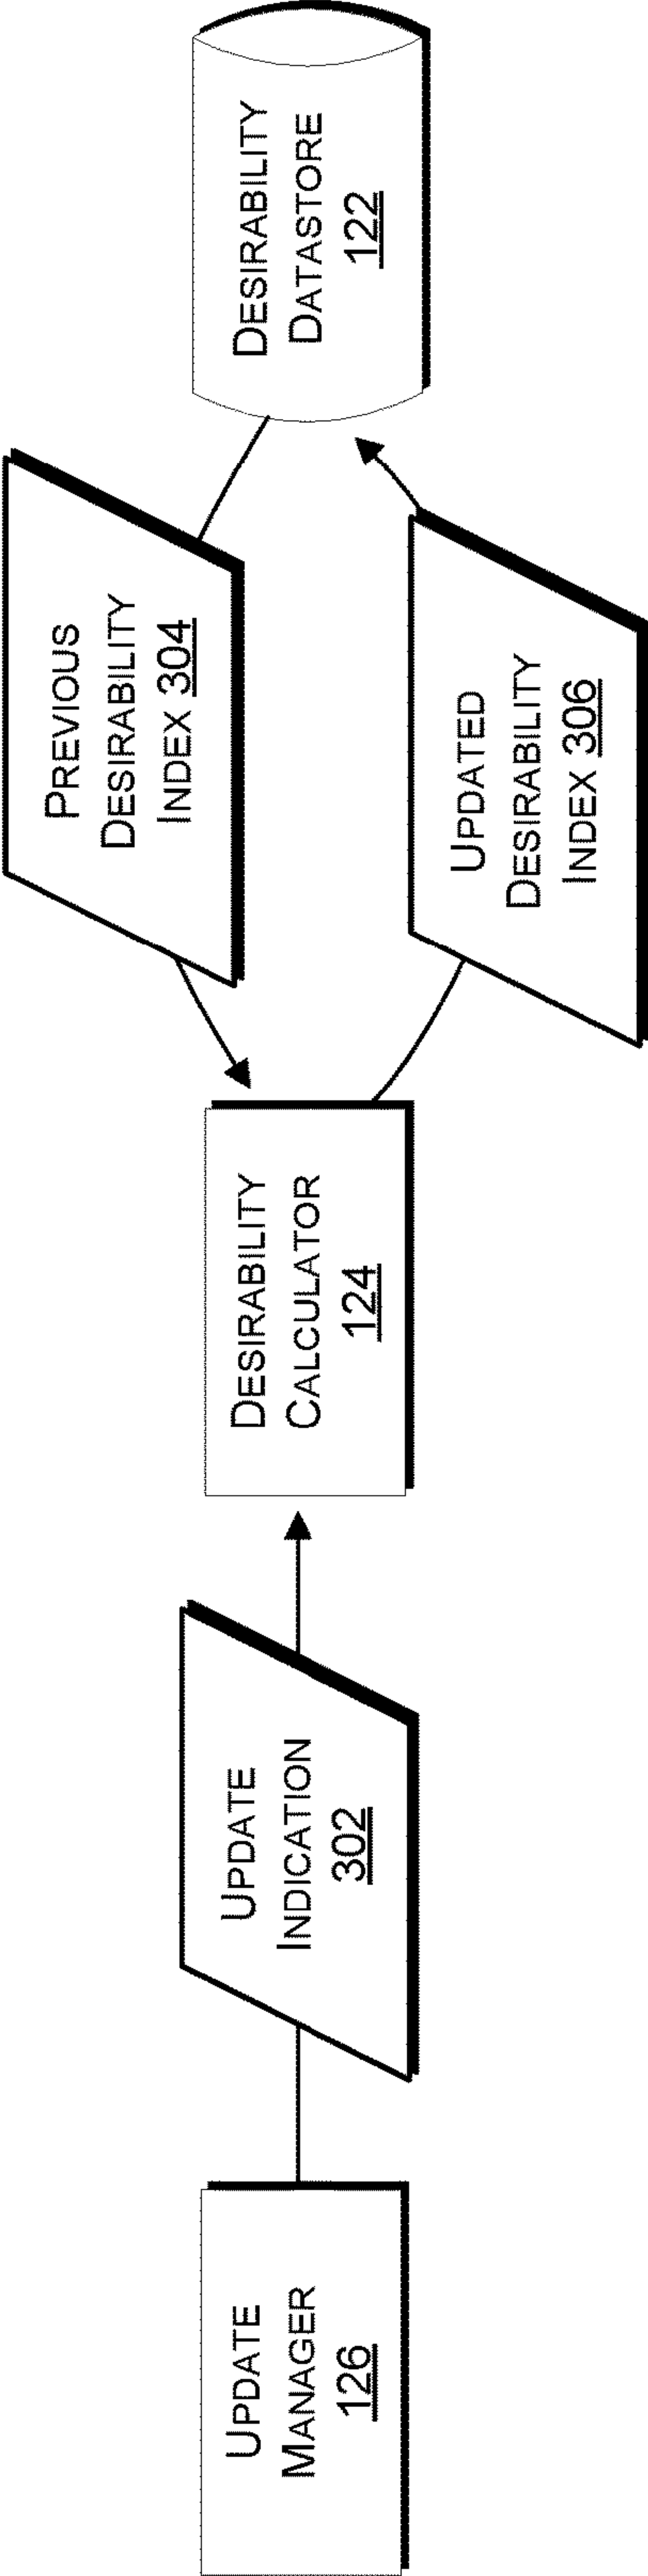 UPDATE
MANAGER
126
UPDATE
INDICATION
302
DESIRABILITY
CALCULATOR
124
PREVIOUS
DESIRABILITY
INDEX 304
UPDATED
DESIRABILITY
INDEX 306
DESIRABILITY
DATASTORE
122